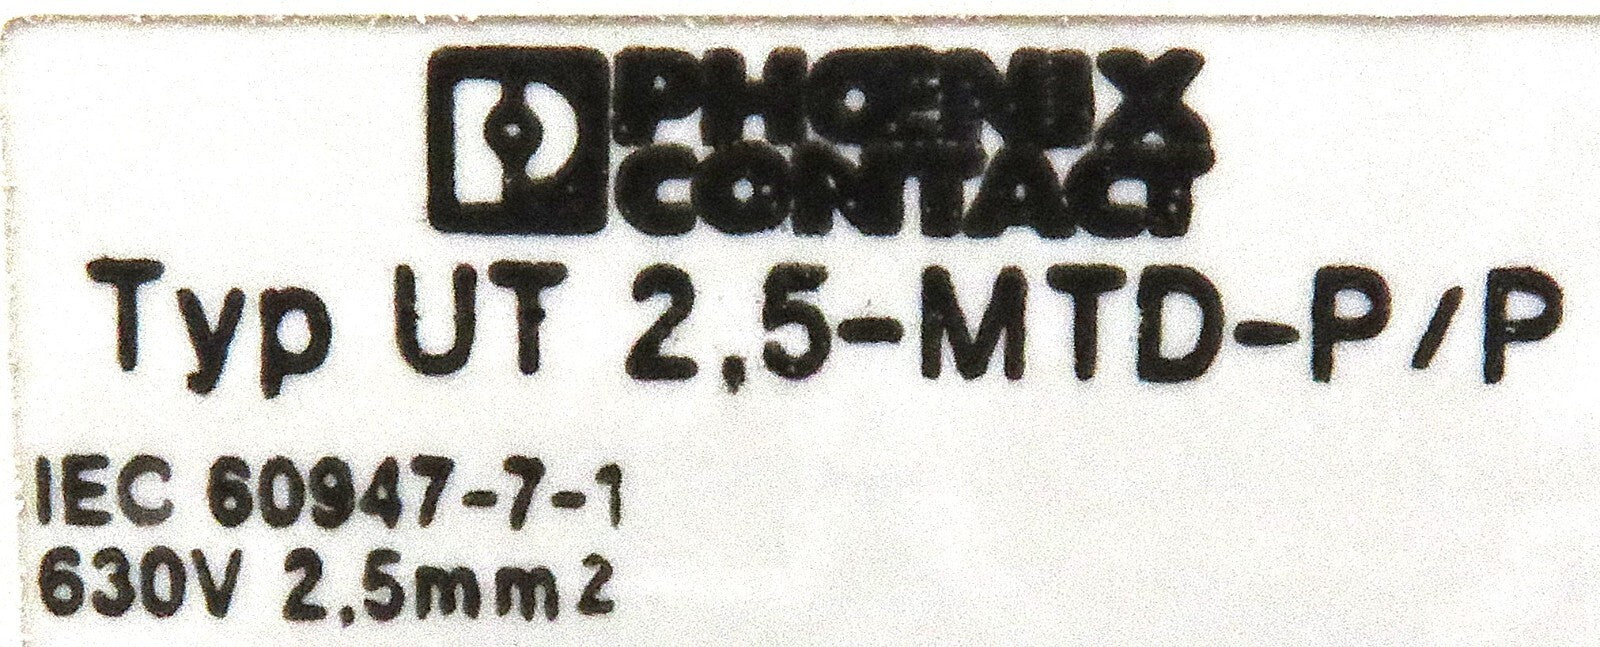 PHOENIX
CONTACT
Typ UT 2,5-MTD-P/P
IEC 60947-7-1
630V 2,5mm2